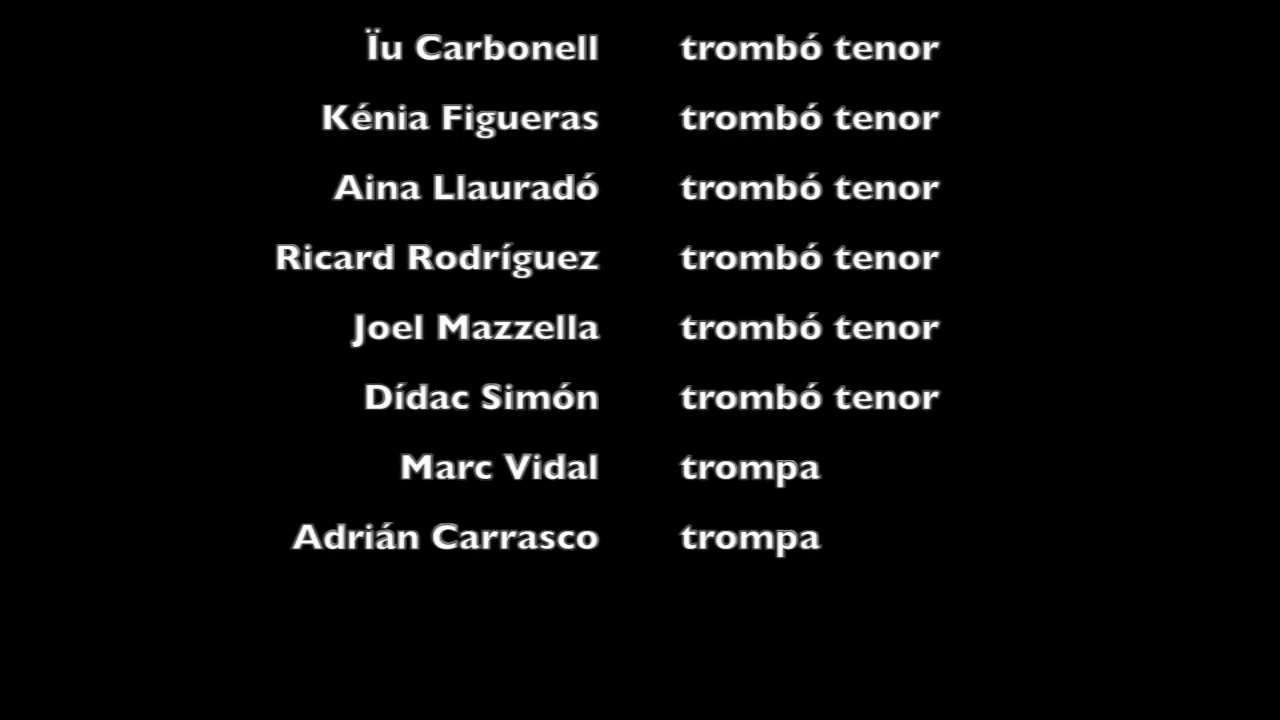 Ïu Carbonell trombó tenor
Kénia Figueras trombó tenor
Aina Llauradó trombó tenor
Ricard Rodríguez trombó tenor
Joel Mazzella trombó tenor
Dídac Simón trombó tenor
Marc Vidal trompa
Adrián Carrasco trompa